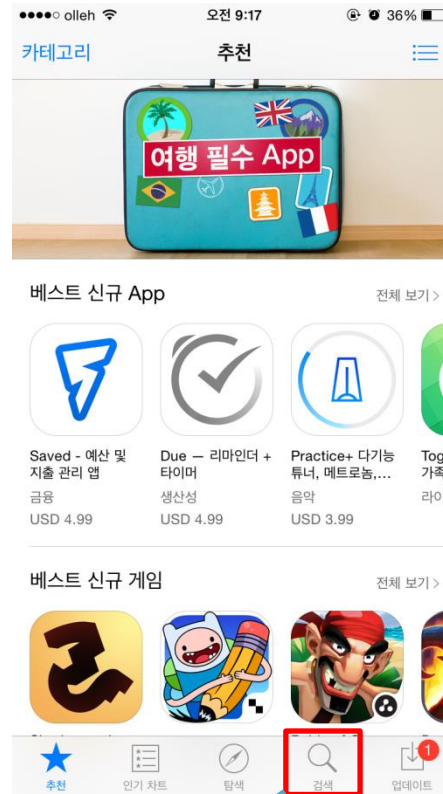 olleh 오전 9:17 36%
카테고리 추천
여행 필수 App
베스트 신규 App 전체 보기 >
Saved - 예산 및
지출 관리 앱
금융
USD 4.99
Due — 리마인더 +
타이머
생산성
USD 4.99
Practice+ 다기능
튜너, 메트로놈,...
음악
USD 3.99
Tog
가족
라이
베스트 신규 게임 전체 보기 >
추천 인기 차트 탐색 검색 업데이트
1